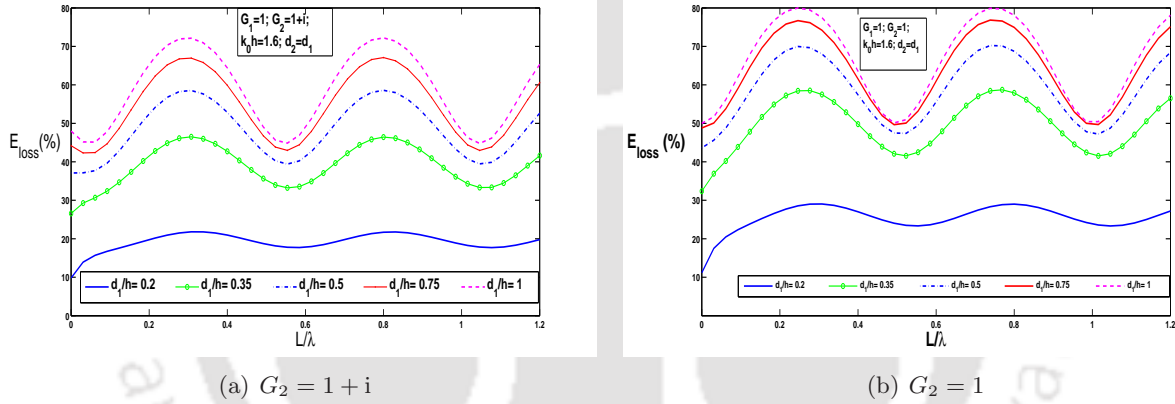 G1=1; G2=1+i;
k0h=1.6; d2=d1
Eloss(%)
80
70
60
50
40
30
20
10
0
d1/h= 0.2 d1/h= 0.35 d1/h= 0.5 d1/h= 0.75 d1/h= 1
0 0.2 0.4 0.6 0.8 1 1.2
L/λ
(a) G2 = 1 + i
G1=1; G2=1;
k0h=1.6; d2=d1
Eloss (%)
80
70
60
50
40
30
20
10
0
d1/h= 0.2 d1/h= 0.35 d1/h= 0.5 d1/h= 0.75 d1/h= 1
0 0.2 0.4 0.6 0.8 1 1.2
L/λ
(b) G2 = 1